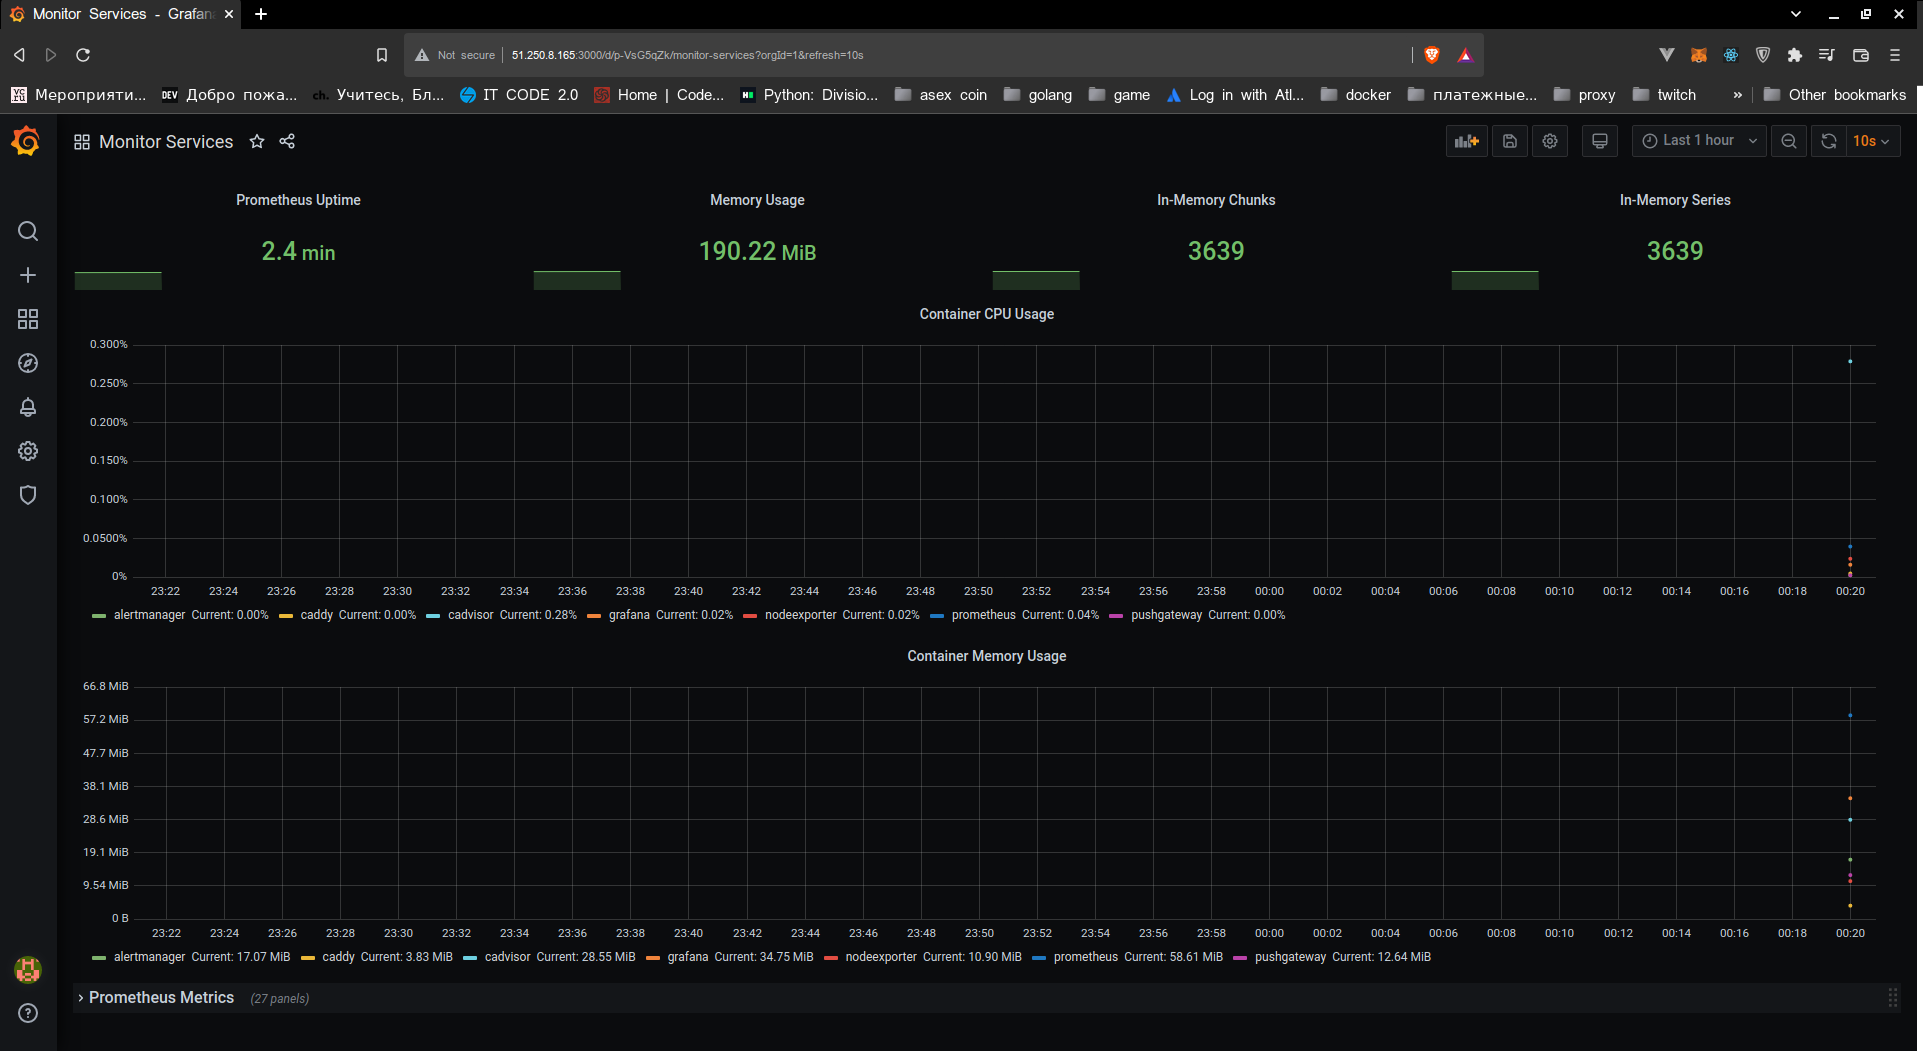 Monitor Services - Grafana
Not secure 51.250.8.165:3000/d/p-VsG5qZk/monitor-services?orgId=1&refresh=10s
Мероприяти... DEV Добро пожа... ch. Учитесь, Бл... IT CODE 2.0 Home | Code... Python: Divisio... asex coin golang game Log in with Atl... docker платежные... proxy twitch » Other bookmarks
Monitor Services Last 1 hour 10s
Prometheus Uptime Memory Usage In-Memory Chunks In-Memory Series
2.4 min 190.22 MiB 3639 3639
Container CPU Usage
0.300%
0.250%
0.200%
0.150%
0.100%
0.0500%
0%
23:22 23:24 23:26 23:28 23:30 23:32 23:34 23:36 23:38 23:40 23:42 23:44 23:46 23:48 23:50 23:52 23:54 23:56 23:58 00:00 00:02 00:04 00:06 00:08 00:10 00:12 00:14 00:16 00:18 00:20
alertmanager Current: 0.00% caddy Current: 0.00% cadvisor Current: 0.28% grafana Current: 0.02% nodeexporter Current: 0.02% prometheus Current: 0.04% pushgateway Current: 0.00%
Container Memory Usage
66.8 MiB
57.2 MiB
47.7 MiB
38.1 MiB
28.6 MiB
19.1 MiB
9.54 MiB
0 B
23:22 23:24 23:26 23:28 23:30 23:32 23:34 23:36 23:38 23:40 23:42 23:44 23:46 23:48 23:50 23:52 23:54 23:56 23:58 00:00 00:02 00:04 00:06 00:08 00:10 00:12 00:14 00:16 00:18 00:20
alertmanager Current: 17.07 MiB caddy Current: 3.83 MiB cadvisor Current: 28.55 MiB grafana Current: 34.75 MiB nodeexporter Current: 10.90 MiB prometheus Current: 58.61 MiB pushgateway Current: 12.64 MiB
Prometheus Metrics (27 panels)